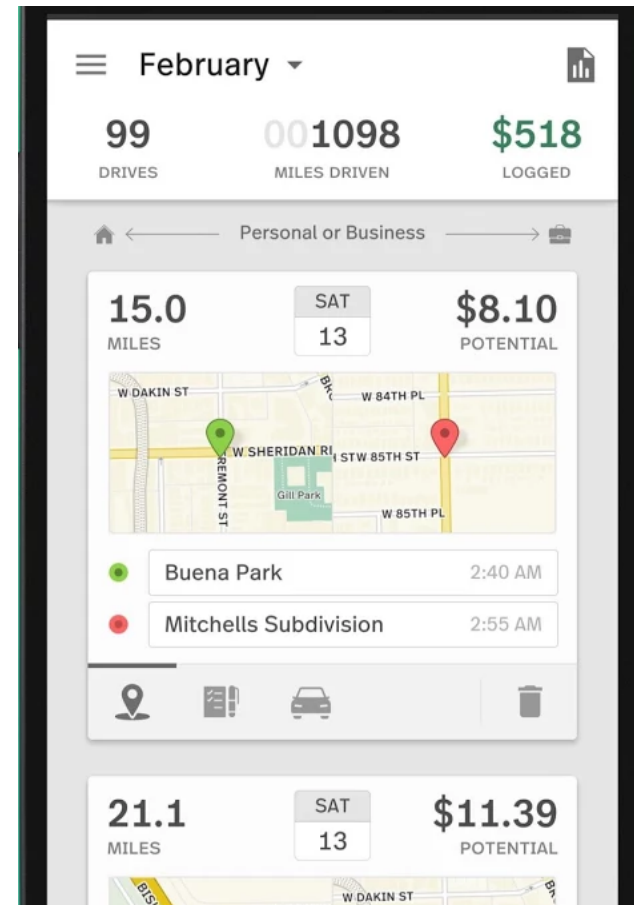 February
99 001098 $518
DRIVES MILES DRIVEN LOGGED
Personal or Business
15.0 SAT $8.10
MILES 13 POTENTIAL
W DAKIN ST
W 84TH PL
W SHERIDAN
ST W 85TH ST
REMONT ST
Gill Park
W 85TH PL
Buena Park 2:40 AM
Mitchells Subdivision 2:55 AM
21.1 SAT $11.39
MILES 13 POTENTIAL
W DAKIN ST